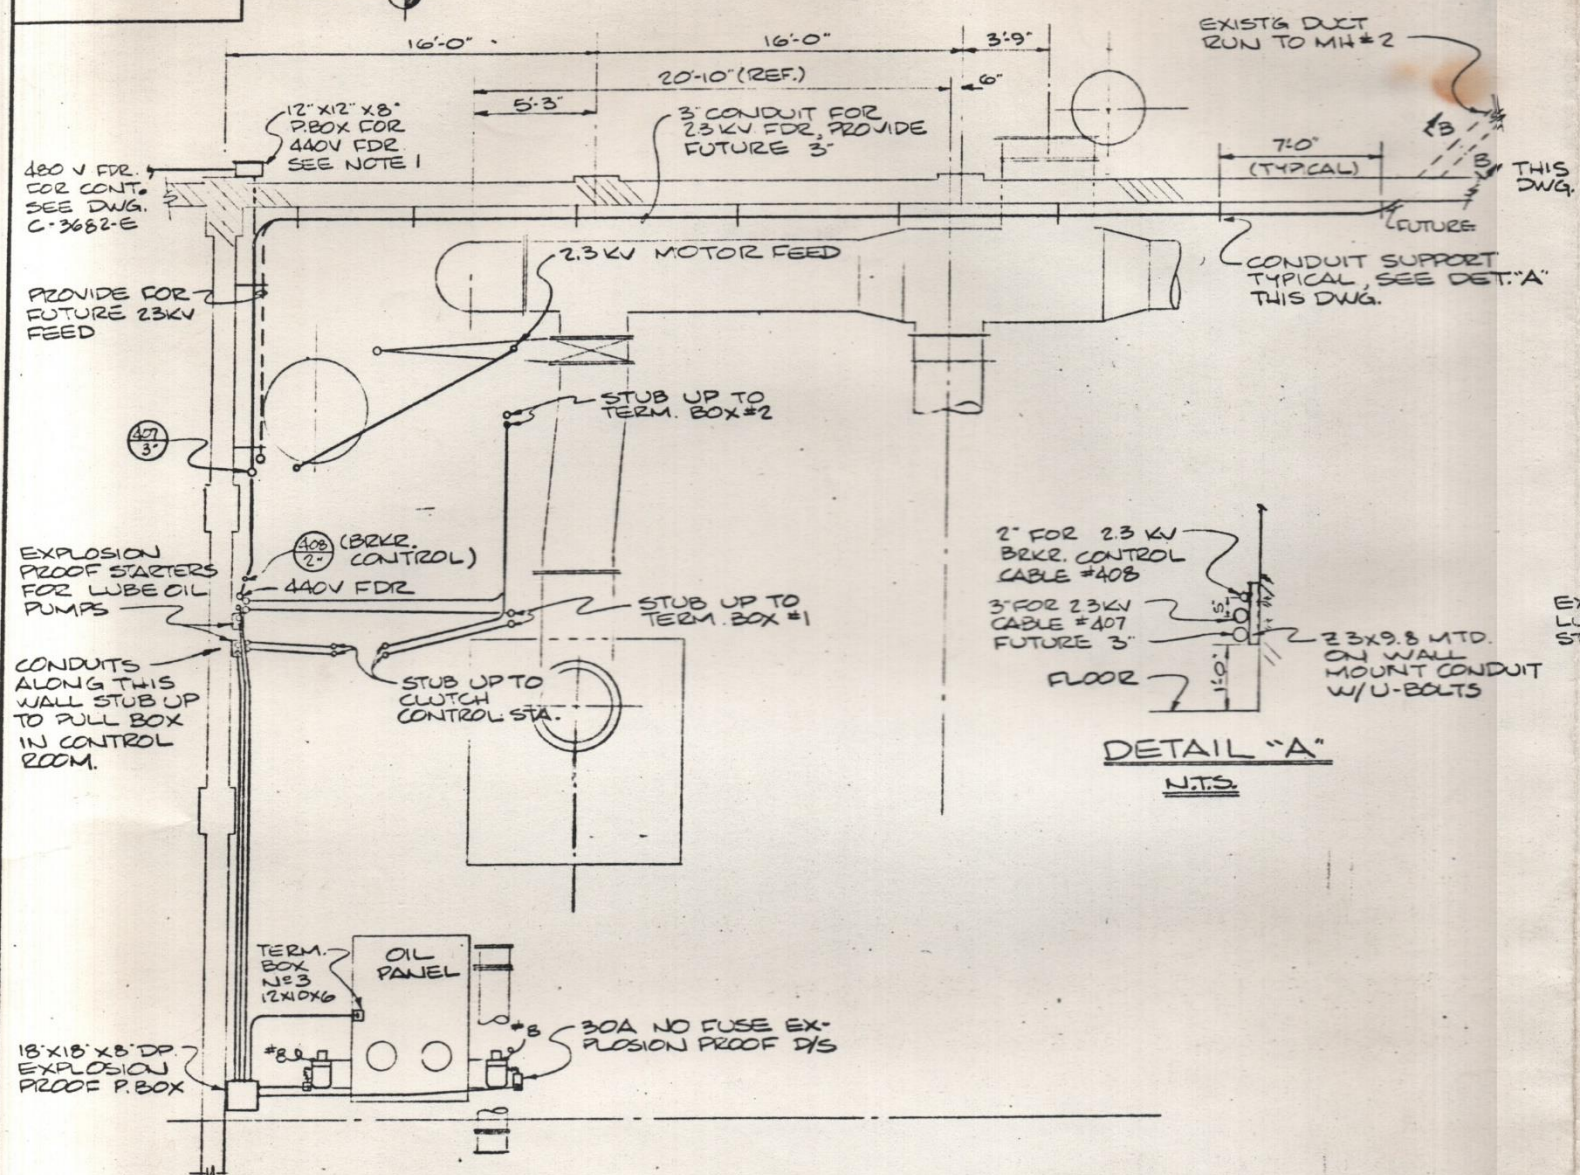 16'-0"
16'-0"
3'-9"
20'-10" (REF.)
6"
5'-3"
EXIST'G DUCT
RUN TO MH#2
12"X12"X8"
P.BOX FOR
440V FDR.
SEE NOTE 1
3" CONDUIT FOR
2.3 KV FDR, PROVIDE
FUTURE 3"
480 V FDR.
FOR CONT.
SEE DWG.
C-3682-E
7'-0"
(TYPICAL)
B
B
THIS
DWG.
FUTURE
2.3 KV MOTOR FEED
CONDUIT SUPPORT
TYPICAL, SEE DET. "A"
THIS DWG.
PROVIDE FOR
FUTURE 2.3KV
FEED
STUB UP TO
TERM. BOX #2
407
3"
408
2"
(BRKR.
CONTROL)
440V FDR
EXPLOSION
PROOF STARTERS
FOR LUBE OIL
PUMPS
STUB UP TO
TERM. BOX #1
CONDUITS
ALONG THIS
WALL STUB UP
TO PULL BOX
IN CONTROL
ROOM.
STUB UP TO
CLUTCH
CONTROL STA.
2" FOR 2.3 KV
BRKR. CONTROL
CABLE #408
3" FOR 2.3KV
CABLE #407
FUTURE 3"
5"
1'-0"
FLOOR
Z 3X9.8 MTD.
ON WALL
MOUNT CONDUIT
W/U-BOLTS
DETAIL "A"
N.T.S.
TERM.
BOX
Nº3
12X10X6
OIL
PANEL
#8
#8
30A NO FUSE EX-
PLOSION PROOF D/S
18"X18"X8" DP.
EXPLOSION
PROOF P.BOX